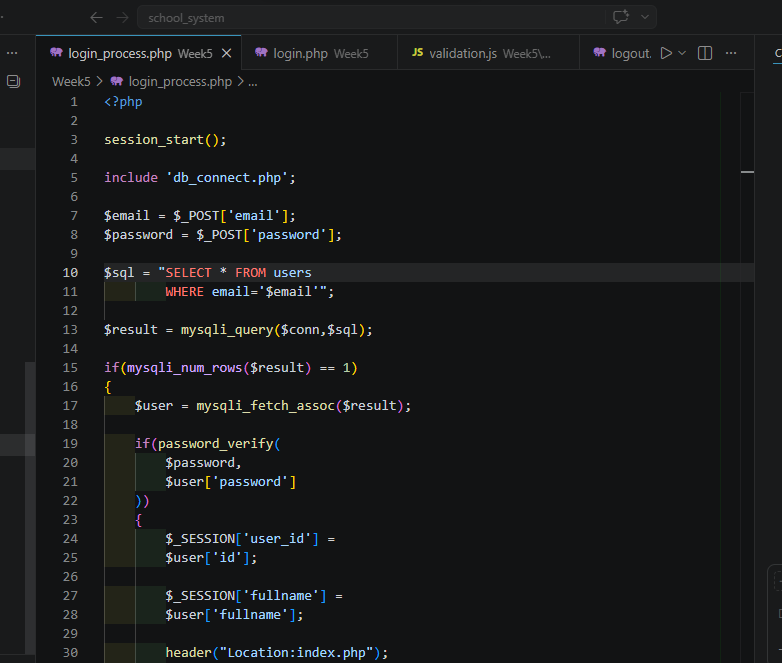 school_system
login_process.php Week5
login.php Week5
JS validation.js Week5\...
logout.
Week5 > login_process.php > ...
1 <?php
2
3 session_start();
4
5 include 'db_connect.php';
6
7 $email = $_POST['email'];
8 $password = $_POST['password'];
9
10 $sql = "SELECT * FROM users
11 WHERE email='$email'";
12
13 $result = mysqli_query($conn,$sql);
14
15 if(mysqli_num_rows($result) == 1)
16 {
17 $user = mysqli_fetch_assoc($result);
18
19 if(password_verify(
20 $password,
21 $user['password']
22 ))
23 {
24 $_SESSION['user_id'] =
25 $user['id'];
26
27 $_SESSION['fullname'] =
28 $user['fullname'];
29
30 header("Location:index.php");